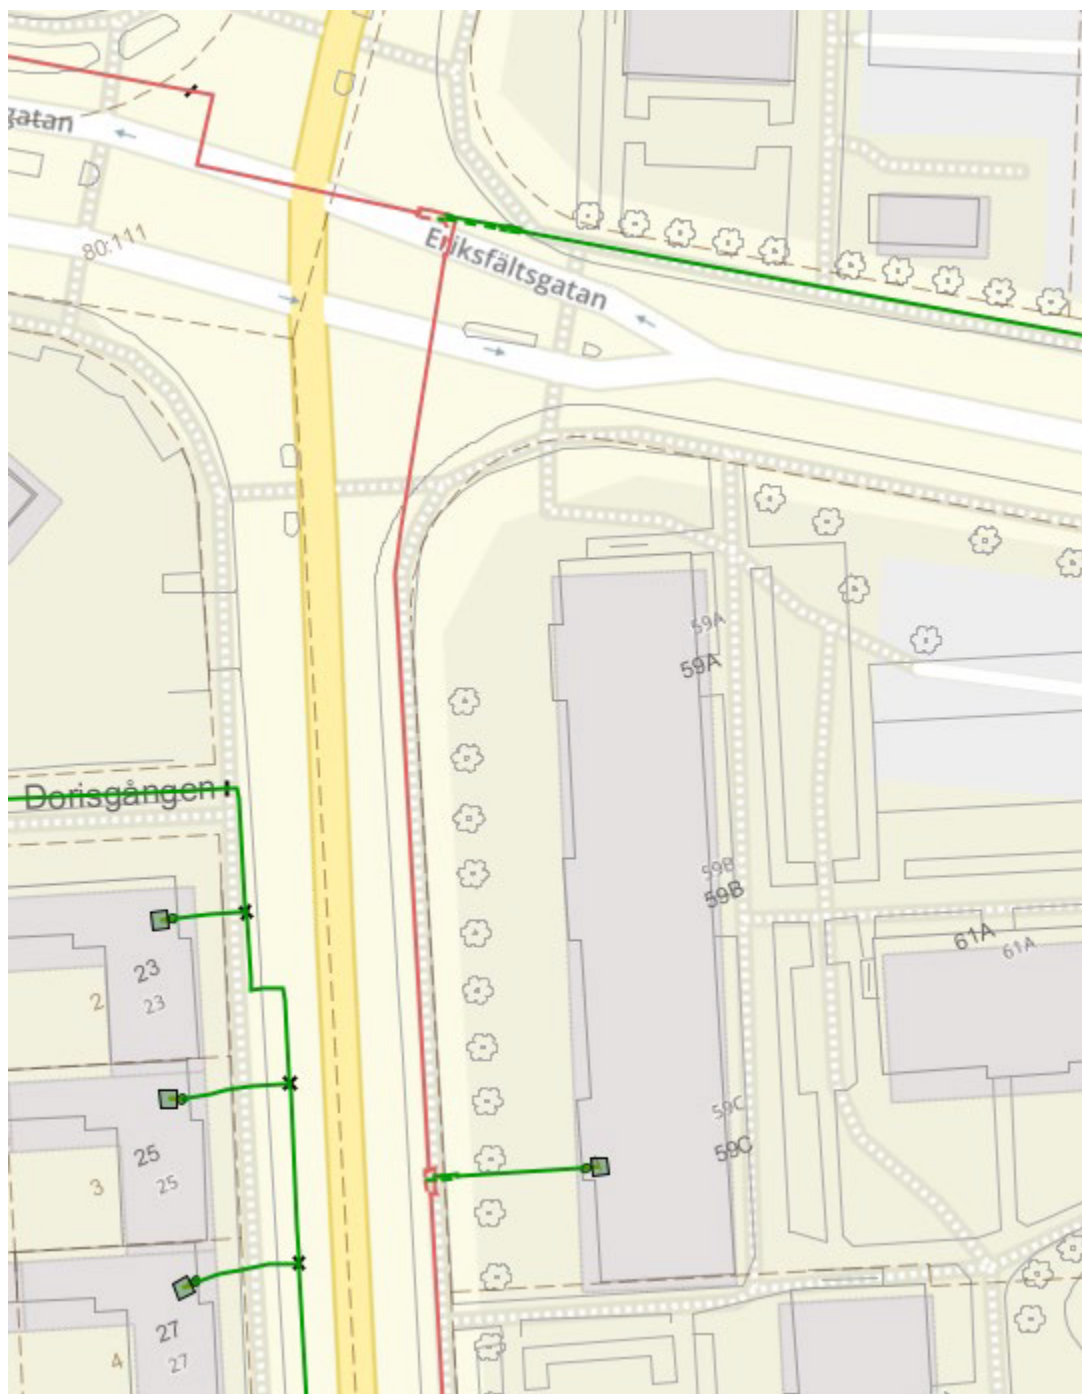 gatan
80:111
Eriksfältsgatan
59A
59A
Dorisgången
59B
59B
61A
61A
23
2
23
59C
59C
25
3
25
27
4
27